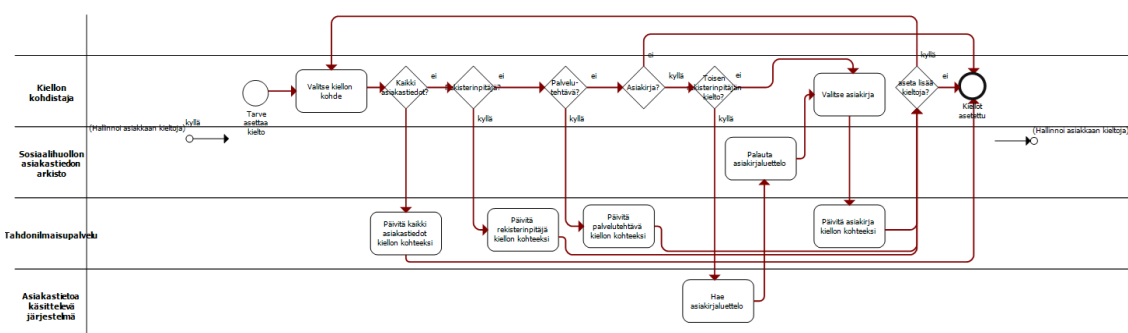 Kiellon
kohdistaja
Tarve
asettaa
kielto
Valitse kiellon
kohde
Kaikki
asiakastiedot?
ei
kyllä
Rekisterinpitäjä?
ei
kyllä
Palvelu-
tehtävä?
ei
kyllä
Asiakirja?
ei
kyllä
Toisen
rekisterinpitäjän
kielto?
ei
kyllä
Valitse asiakirja
kyllä
aseta lisää
kieltoja?
ei
Kiellot
asetettu
Sosiaalihuollon
asiakastiedon
arkisto
(Hallinnoi asiakkaan kieltoja)
kyllä
Palauta
asiakirjaluettelo
(Hallinnoi asiakkaan kieltoja)
Tahdonilmaisupalvelu
Päivitä kaikki
asiakastiedot
kiellon kohteeksi
Päivitä
rekisterinpitäjä
kiellon kohteeksi
Päivitä
palvelutehtävä
kiellon kohteeksi
Päivitä asiakirja
kiellon kohteeksi
Asiakastietoa
käsittelevä
järjestelmä
Hae
asiakirjaluettelo